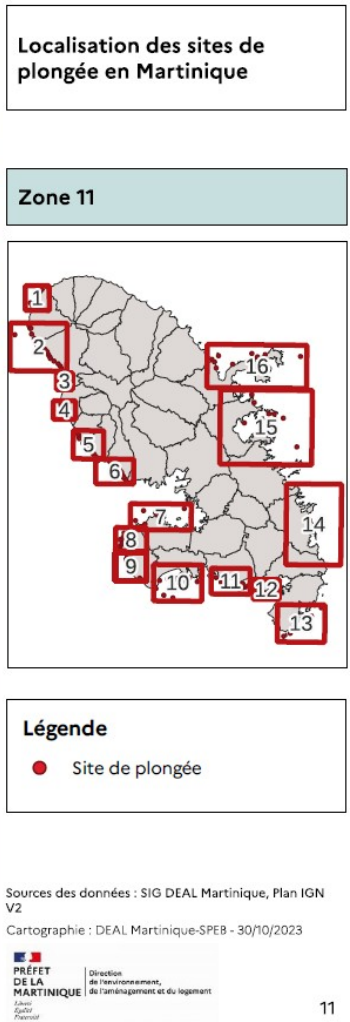 Localisation des sites de
plongée en Martinique
Zone 11
1
2
3
4
5
6
16
15
7
8
9
10
11
12
14
13
Légende
Site de plongée
Sources des données : SIG DEAL Martinique, Plan IGN
V2
Cartographie : DEAL Martinique-SPEB - 30/10/2023
PRÉFET
DE LA
MARTINIQUE
Liberté
Égalité
Fraternité
Direction
de l'environnement,
de l'aménagement et du logement
11